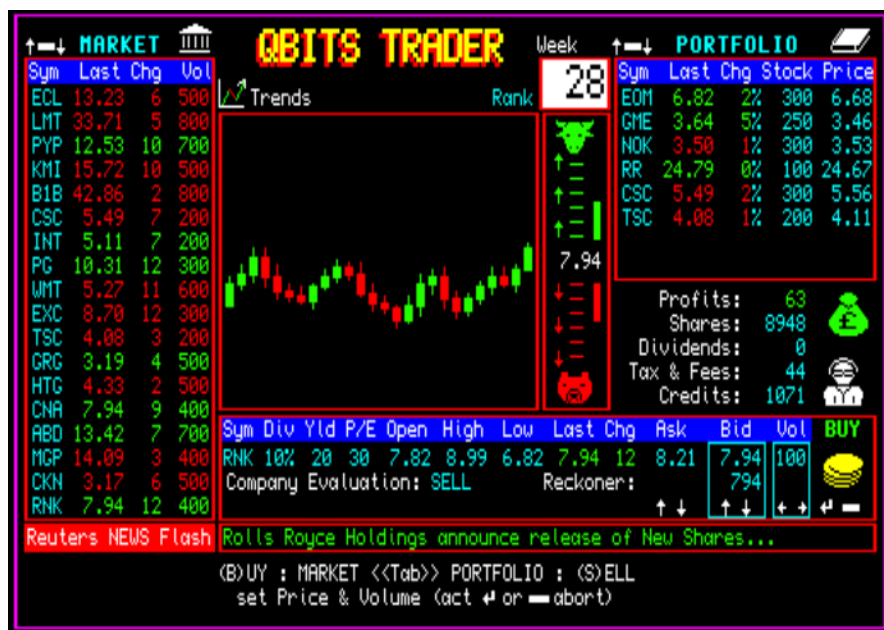 ↑▬↓ MARKET
Sym Last Chg Vol
ECL 13.23 6 500
LMT 33.71 5 800
PYP 12.53 10 700
KMI 15.72 10 500
B1B 42.86 2 800
CSC 5.49 7 200
INT 5.11 7 200
PG 10.31 12 300
WMT 5.27 11 600
EXC 8.70 12 300
TSC 4.08 3 200
GRG 3.19 4 500
HTG 4.33 2 500
CNA 7.94 9 400
ABD 13.42 7 700
MGP 14.09 3 400
CKN 3.17 6 500
RNK 7.94 12 400
QBITS TRADER
Week
28
Trends Rank
7.94
↑▬↓ PORTFOLIO
Sym Last Chg Stock Price
EOM 6.82 2% 300 6.68
GME 3.64 5% 250 3.46
NOK 3.50 1% 300 3.53
RR 24.79 0% 100 24.67
CSC 5.49 2% 300 5.56
TSC 4.08 1% 200 4.11
Profits: 63
Shares: 8948
Dividends: 0
Tax & Fees: 44
Credits: 1071
£
Sym Div Yld P/E Open High Low Last Chg Ask Bid Vol BUY
RNK 10% 20 30 7.82 8.99 6.82 7.94 12 8.21 7.94 100
Company Evaluation: SELL Reckoner: 794
↑ ↓ ↑ ↓ ← → ↵ ▬
Reuters NEWS Flash Rolls Royce Holdings announce release of New Shares...
(B)UY : MARKET <<Tab>> PORTFOLIO : (S)ELL
set Price & Volume (act ↵ or ▬ abort)